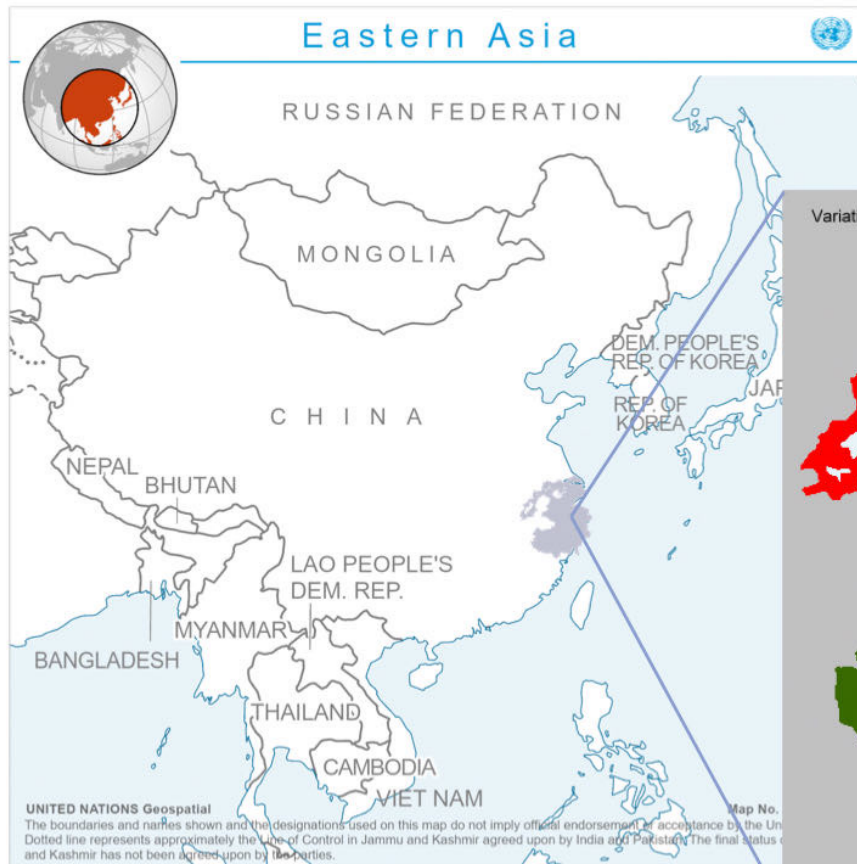 Eastern Asia
RUSSIAN FEDERATION
Variat
MONGOLIA
DEM. PEOPLE'S
REP. OF KOREA
JAP
REP. OF
KOREA
CHINA
NEPAL
BHUTAN
LAO PEOPLE'S
DEM. REP.
MYANMAR
BANGLADESH
THAILAND
CAMBODIA
VIET NAM
UNITED NATIONS Geospatial
Map No.
The boundaries and names shown and the designations used on this map do not imply official endorsement or acceptance by the Un
Dotted line represents approximately the Line of Control in Jammu and Kashmir agreed upon by India and Pakistan. The final status
and Kashmir has not been agreed upon by the parties.